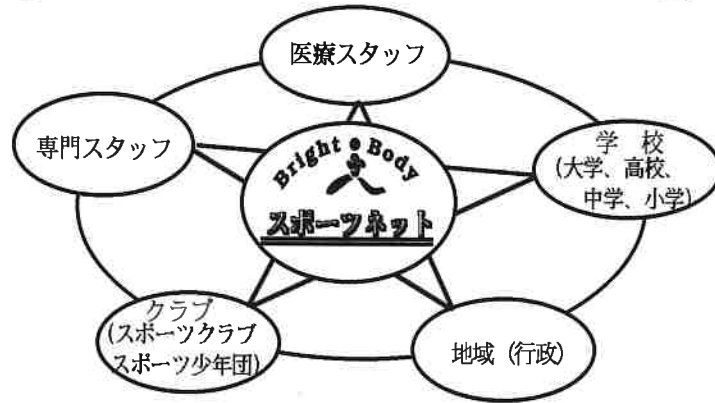 医療スタッフ
専門スタッフ
Bright Body
スポーツネット
学校
(大学、高校、
中学、小学)
クラブ
(スポーツクラブ
スポーツ少年団)
地域（行政）